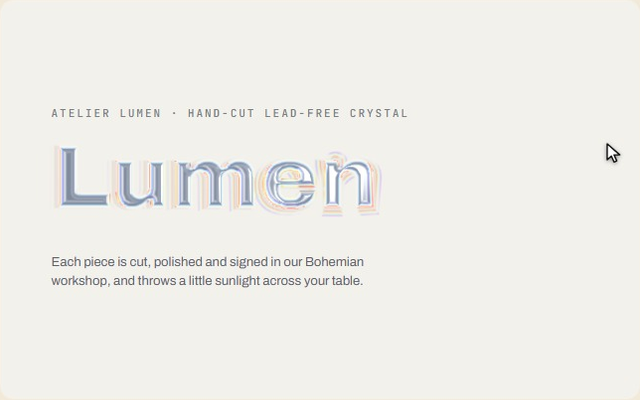 ATELIER LUMEN · HAND-CUT LEAD-FREE CRYSTAL
Lumen
Each piece is cut, polished and signed in our Bohemian
workshop, and throws a little sunlight across your table.